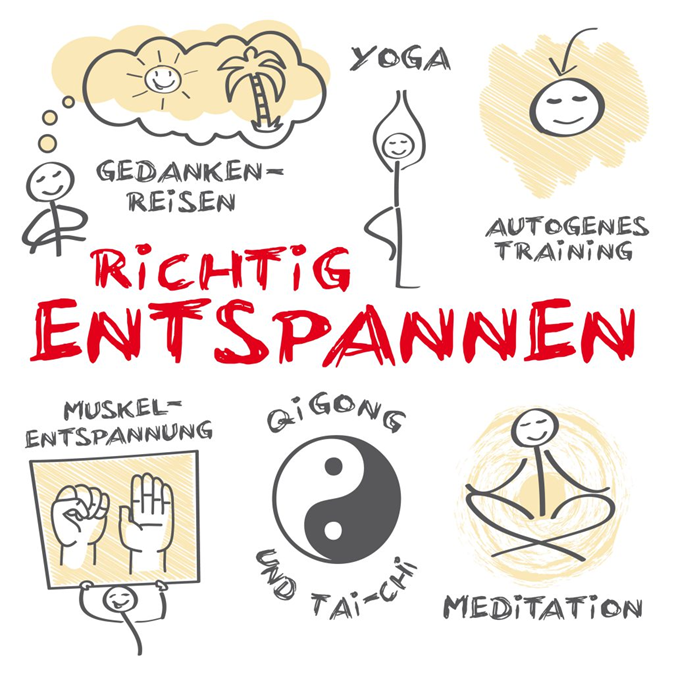 GEDANKEN-
REISEN
YOGA
AUTOGENES
TRAINING
RICHTIG
ENTSPANNEN
MUSKEL-
ENTSPANNUNG
QIGONG
UND TAI-CHI
MEDITATION